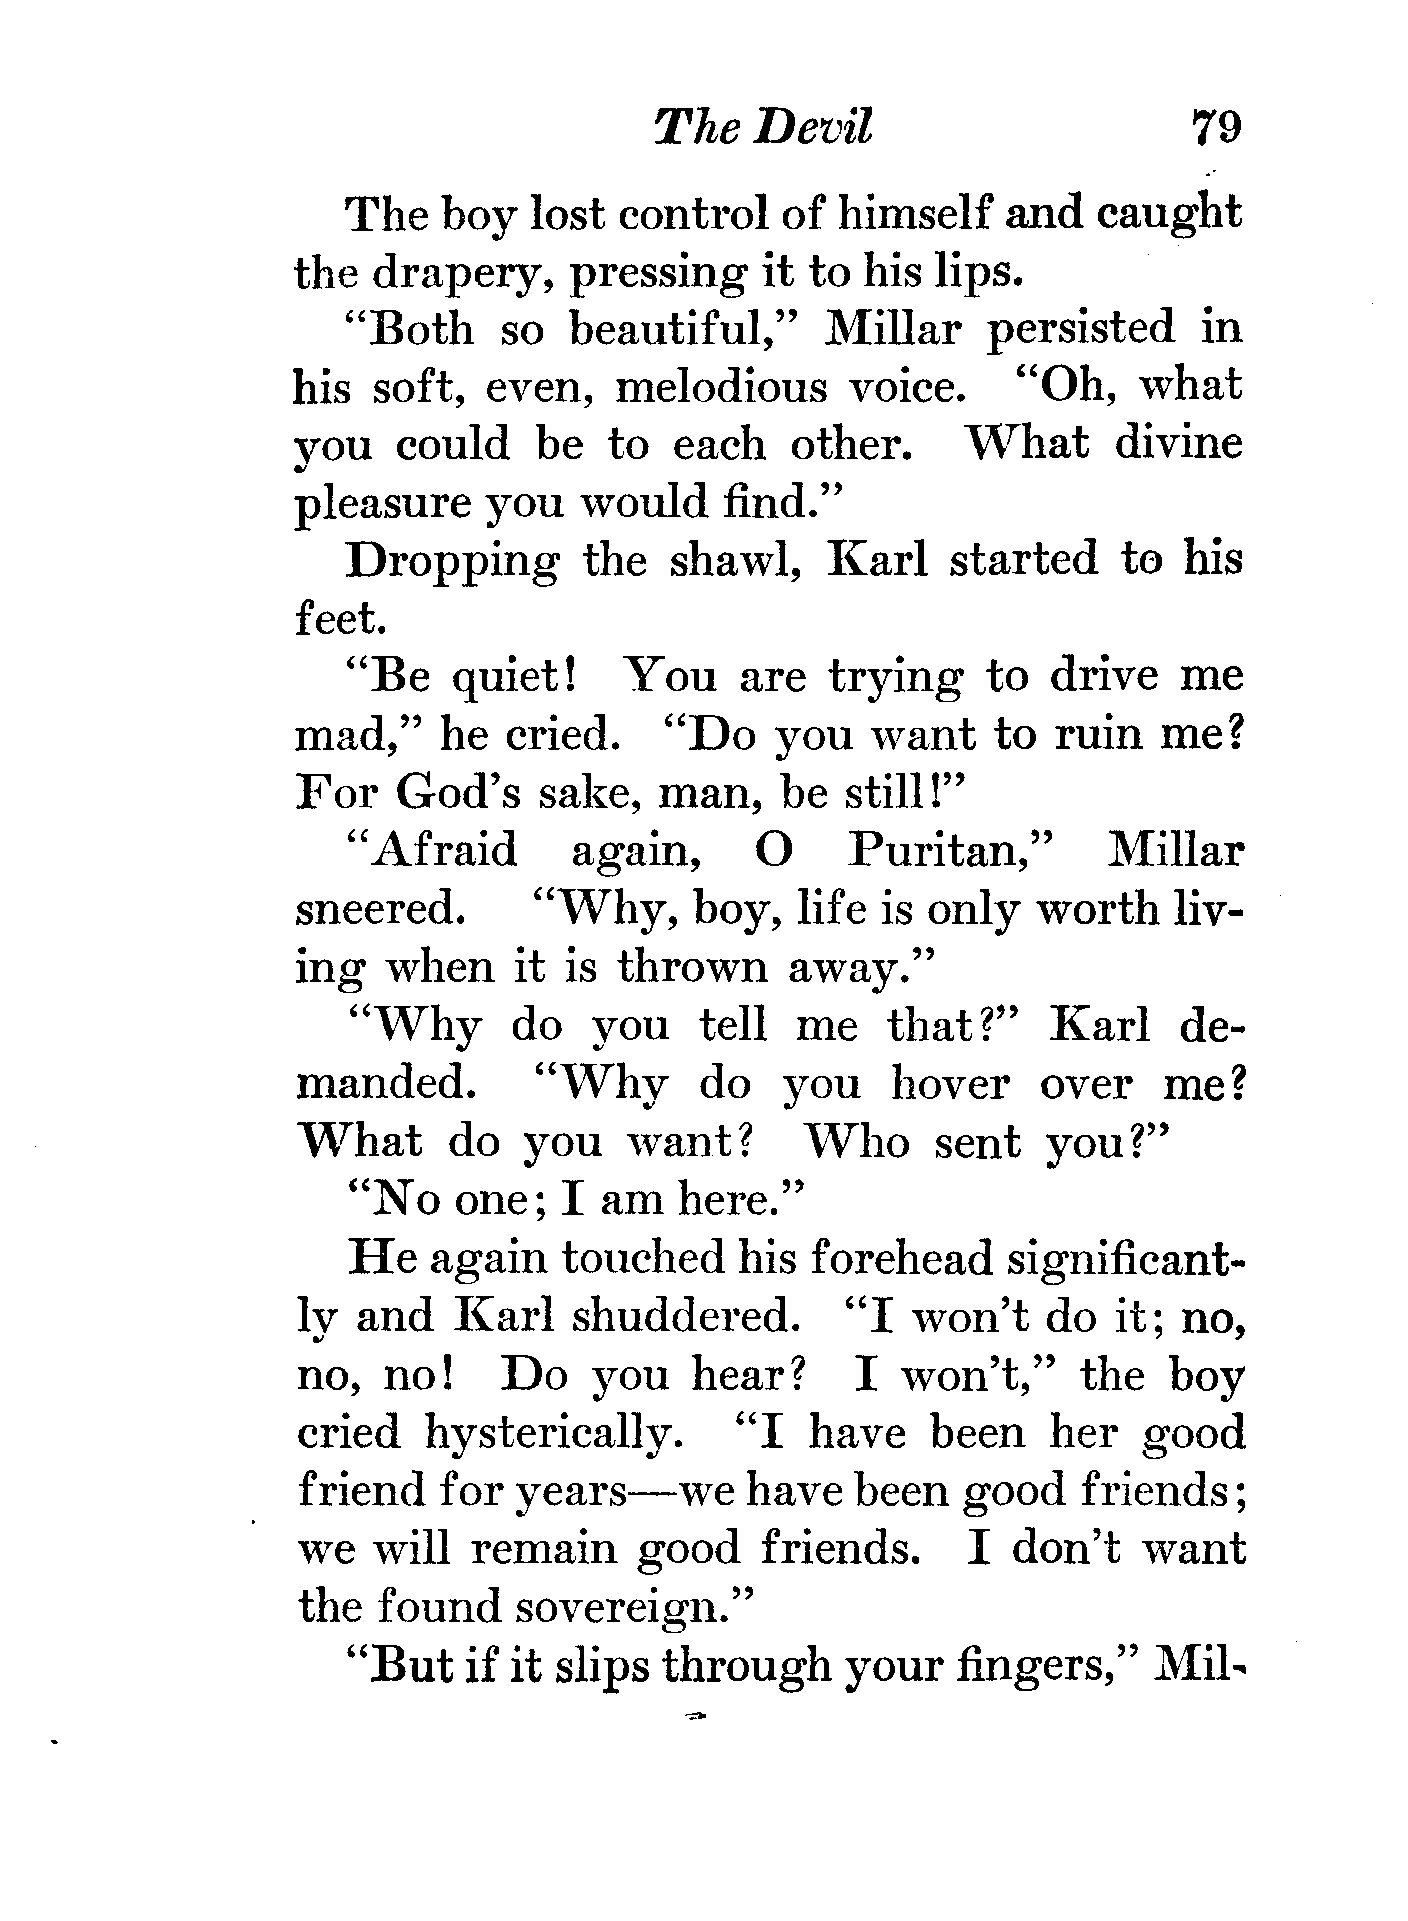 The Devil 79
The boy lost control of himself and caught
the drapery, pressing it to his lips.
“Both so beautiful,” Millar persisted in
his soft, even, melodious voice. “Oh, what
you could be to each other. What divine
pleasure you would find.”
Dropping the shawl, Karl started to his
feet.
“Be quiet! You are trying to drive me
mad,” he cried. “Do you want to ruin me?
For God’s sake, man, be still!”
“Afraid again, O Puritan,” Millar
sneered. “Why, boy, life is only worth liv-
ing when it is thrown away.”
“Why do you tell me that?” Karl de-
manded. “Why do you hover over me?
What do you want? Who sent you?”
“No one; I am here.”
He again touched his forehead significant-
ly and Karl shuddered. “I won’t do it; no,
no, no! Do you hear? I won’t,” the boy
cried hysterically. “I have been her good
friend for years—we have been good friends;
we will remain good friends. I don’t want
the found sovereign.”
“But if it slips through your fingers,” Mil-